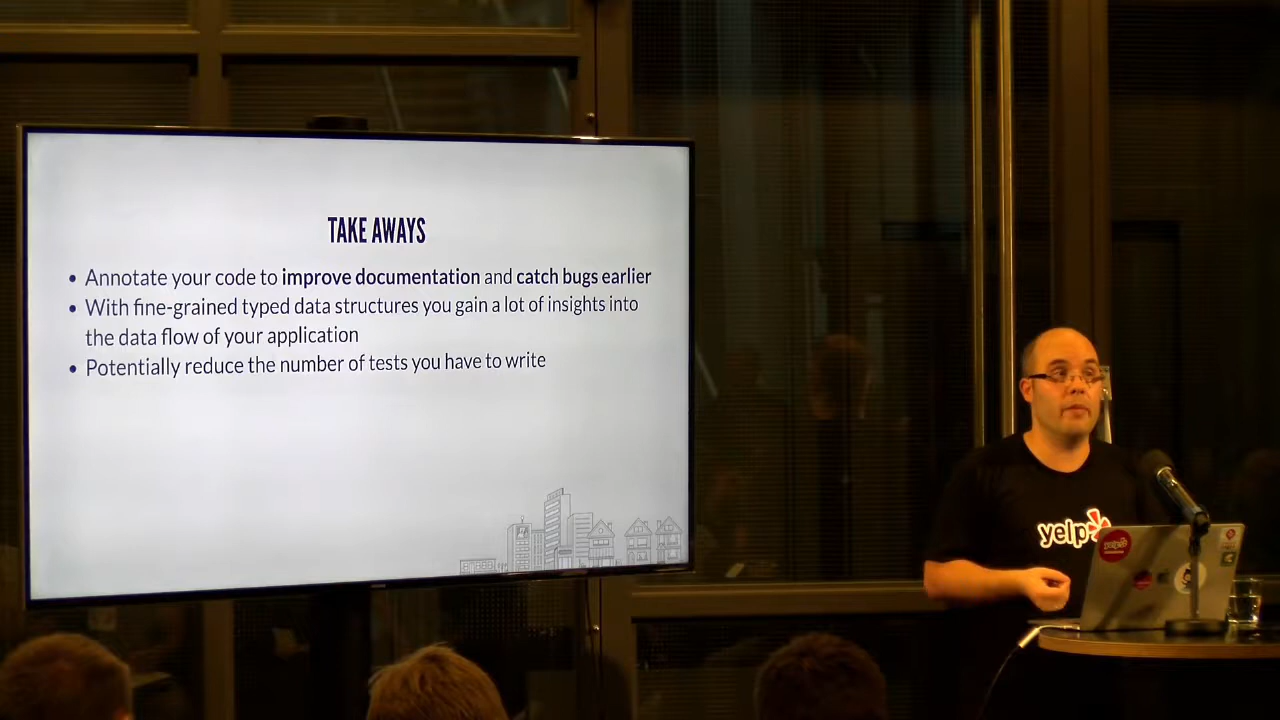 TAKE AWAYS
• Annotate your code to improve documentation and catch bugs earlier
• With fine-grained typed data structures you gain a lot of insights into
the data flow of your application
• Potentially reduce the number of tests you have to write
yelp
yelp